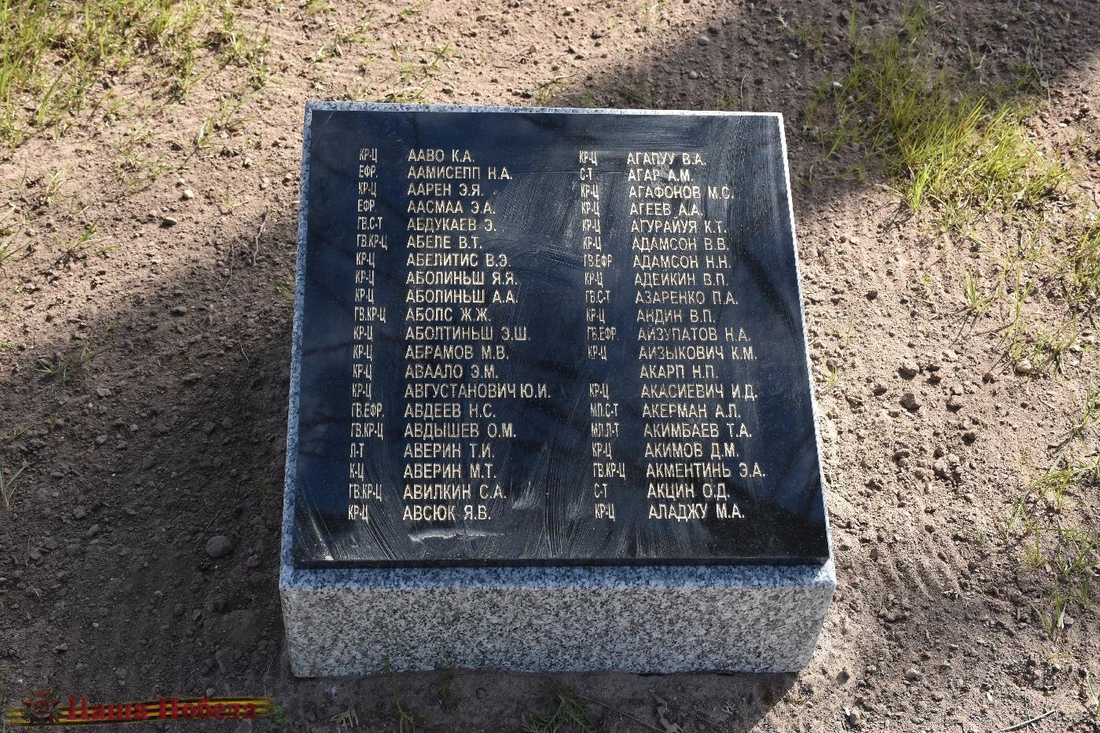 КР-Ц ААВО К.А.
ЕФР. ААМИСЕПП Н.А.
КР-Ц ААРЕН Э.Я.
ЕФР. ААСМАА Э.А.
ГВ.С-Т АБДУКАЕВ Э.
ГВ.КР-Ц АБЕЛЕ В.Т.
КР-Ц АБЕЛИТИС В.Э.
КР-Ц АБОЛИНЬШ Я.Я.
КР-Ц АБОЛИНЬШ А.А.
ГВ.КР-Ц АБОЛС Ж.Ж.
КР-Ц АБОЛТИНЬШ Э.Ш.
КР-Ц АБРАМОВ М.В.
КР-Ц АВААЛО Э.М.
КР-Ц АВГУСТАНОВИЧ Ю.И.
ГВ.ЕФР. АВДЕЕВ Н.С.
ГВ.КР-Ц АВДЫШЕВ О.М.
Л-Т АВЕРИН Т.И.
К-Ц АВЕРИН М.Т.
ГВ.КР-Ц АВИЛКИН С.А.
КР-Ц АВСЮК Я.В.
КР-Ц АГАПУУ В.А.
С-Т АГАР А.М.
КР-Ц АГАФОНОВ М.С.
КР-Ц АГЕЕВ А.А.
КР-Ц АГУРАЙУЯ К.Т.
КР-Ц АДАМСОН В.В.
ГВ.ЕФР. АДАМСОН Н.Н.
КР-Ц АДЕЙКИН В.П.
ГВ.С-Т АЗАРЕНКО П.А.
КР-Ц АНДИН В.П.
ГВ.ЕФР. АЙЗУПАТОВ Н.А.
КР-Ц АИЗЫКОВИЧ К.М.
АКАРП Н.П.
КР-Ц АКАСИЕВИЧ И.Д.
МЛ.С-Т АКЕРМАН А.П.
МЛ.Л-Т АКИМБАЕВ Т.А.
КР-Ц АКИМОВ Д.М.
ГВ.КР-Ц АКМЕНТИНЬ Э.А.
С-Т АКЦИН О.Д.
КР-Ц АЛАДЖУ М.А.
Наша Победа